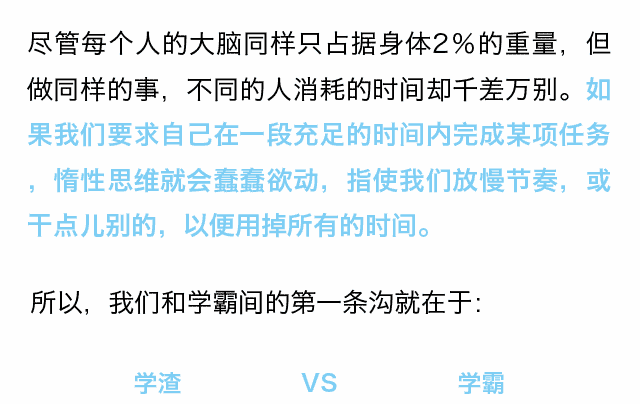 尽管每个人的大脑同样只占据身体2%的重量，但
做同样的事，不同的人消耗的时间却千差万别。如
果我们要求自己在一段充足的时间内完成某项任务
，惰性思维就会蠢蠢欲动，指使我们放慢节奏，或
干点儿别的，以便用掉所有的时间。
所以，我们和学霸间的第一条沟就在于：
学渣 VS 学霸